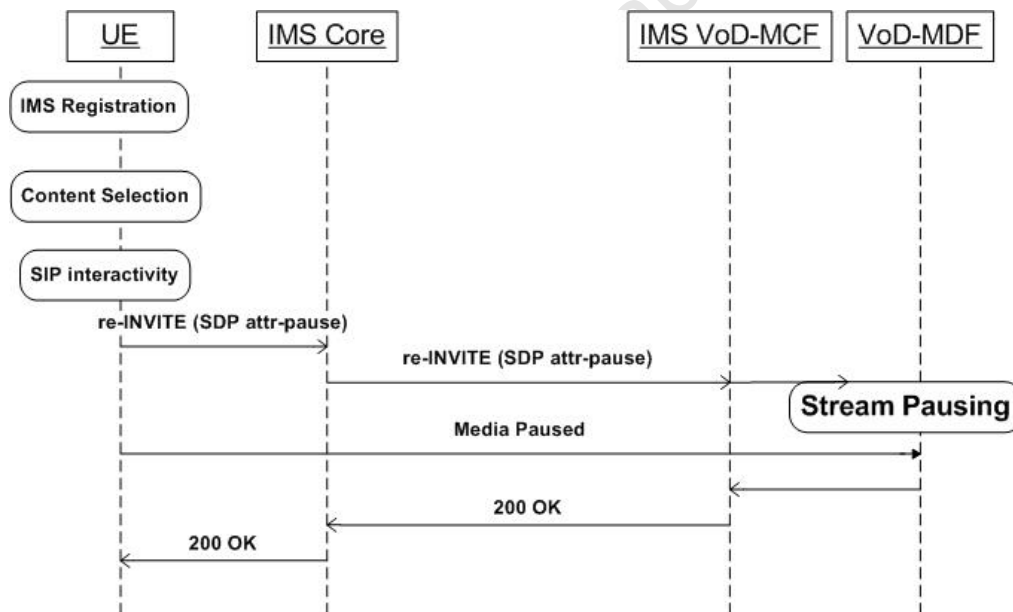 UE
IMS Core
IMS VoD-MCF
VoD-MDF
IMS Registration
Content Selection
SIP interactivity
re-INVITE (SDP attr-pause)
re-INVITE (SDP attr-pause)
Stream Pausing
Media Paused
200 OK
200 OK